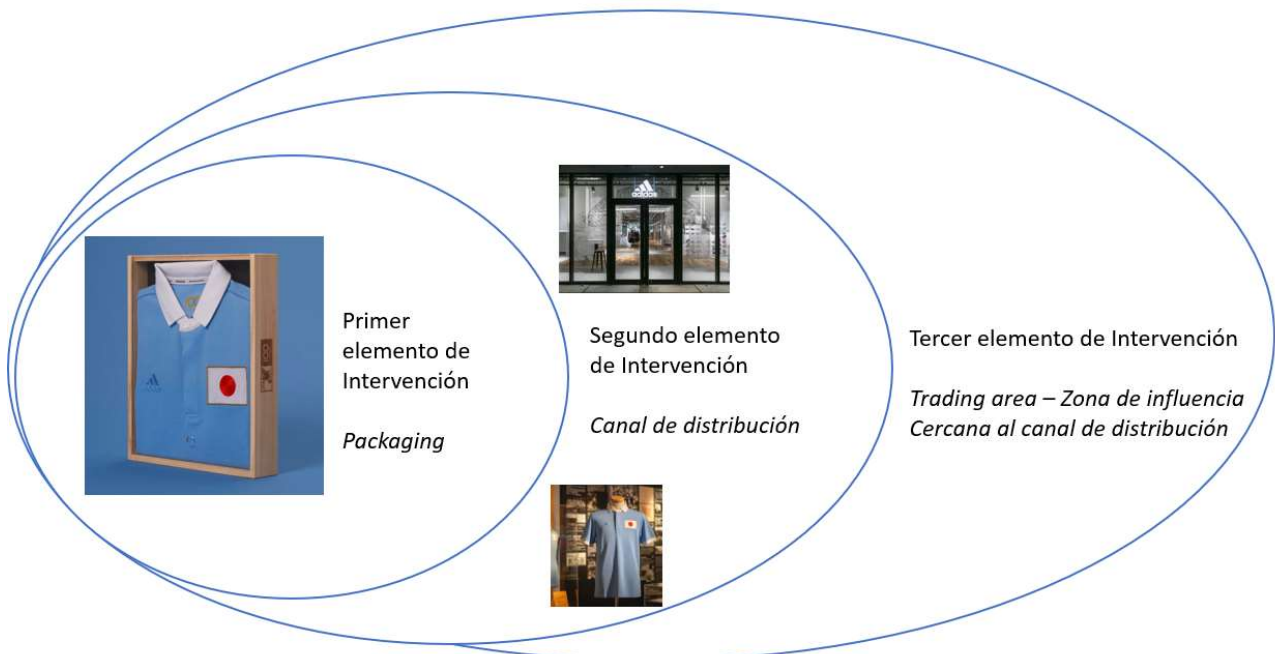 Primer
elemento de
Intervención
Packaging
adidas
Segundo elemento
de Intervención
Canal de distribución
Tercer elemento de Intervención
Trading area – Zona de influencia
Cercana al canal de distribución